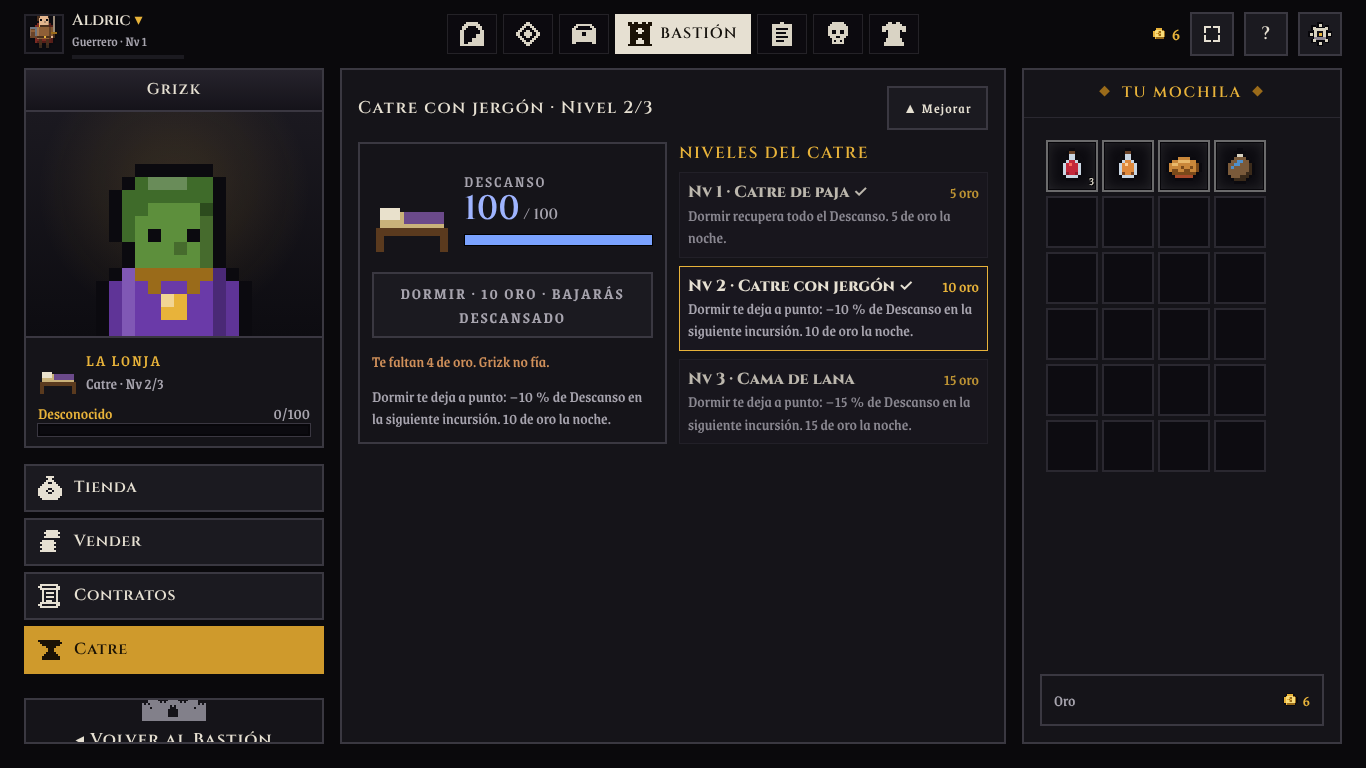 Aldric ▾
Guerrero · Nv 1
Bastión
6
?
Grizk
La Lonja
Catre · Nv 2/3
Desconocido 0/100
Tienda
Vender
Contratos
Catre
◂ Volver al Bastión
Catre con jergón · Nivel 2/3
▲ Mejorar
DESCANSO
100 / 100
DORMIR · 10 ORO · BAJARÁS
DESCANSADO
Te faltan 4 de oro. Grizk no fía.
Dormir te deja a punto: −10 % de Descanso en
la siguiente incursión. 10 de oro la noche.
Niveles del catre
Nv 1 · Catre de paja ✓ 5 oro
Dormir recupera todo el Descanso. 5 de oro la
noche.
Nv 2 · Catre con jergón ✓ 10 oro
Dormir te deja a punto: −10 % de Descanso en la
siguiente incursión. 10 de oro la noche.
Nv 3 · Cama de lana 15 oro
Dormir te deja a punto: −15 % de Descanso en la
siguiente incursión. 15 de oro la noche.
◆ Tu mochila ◆
3
Oro 6